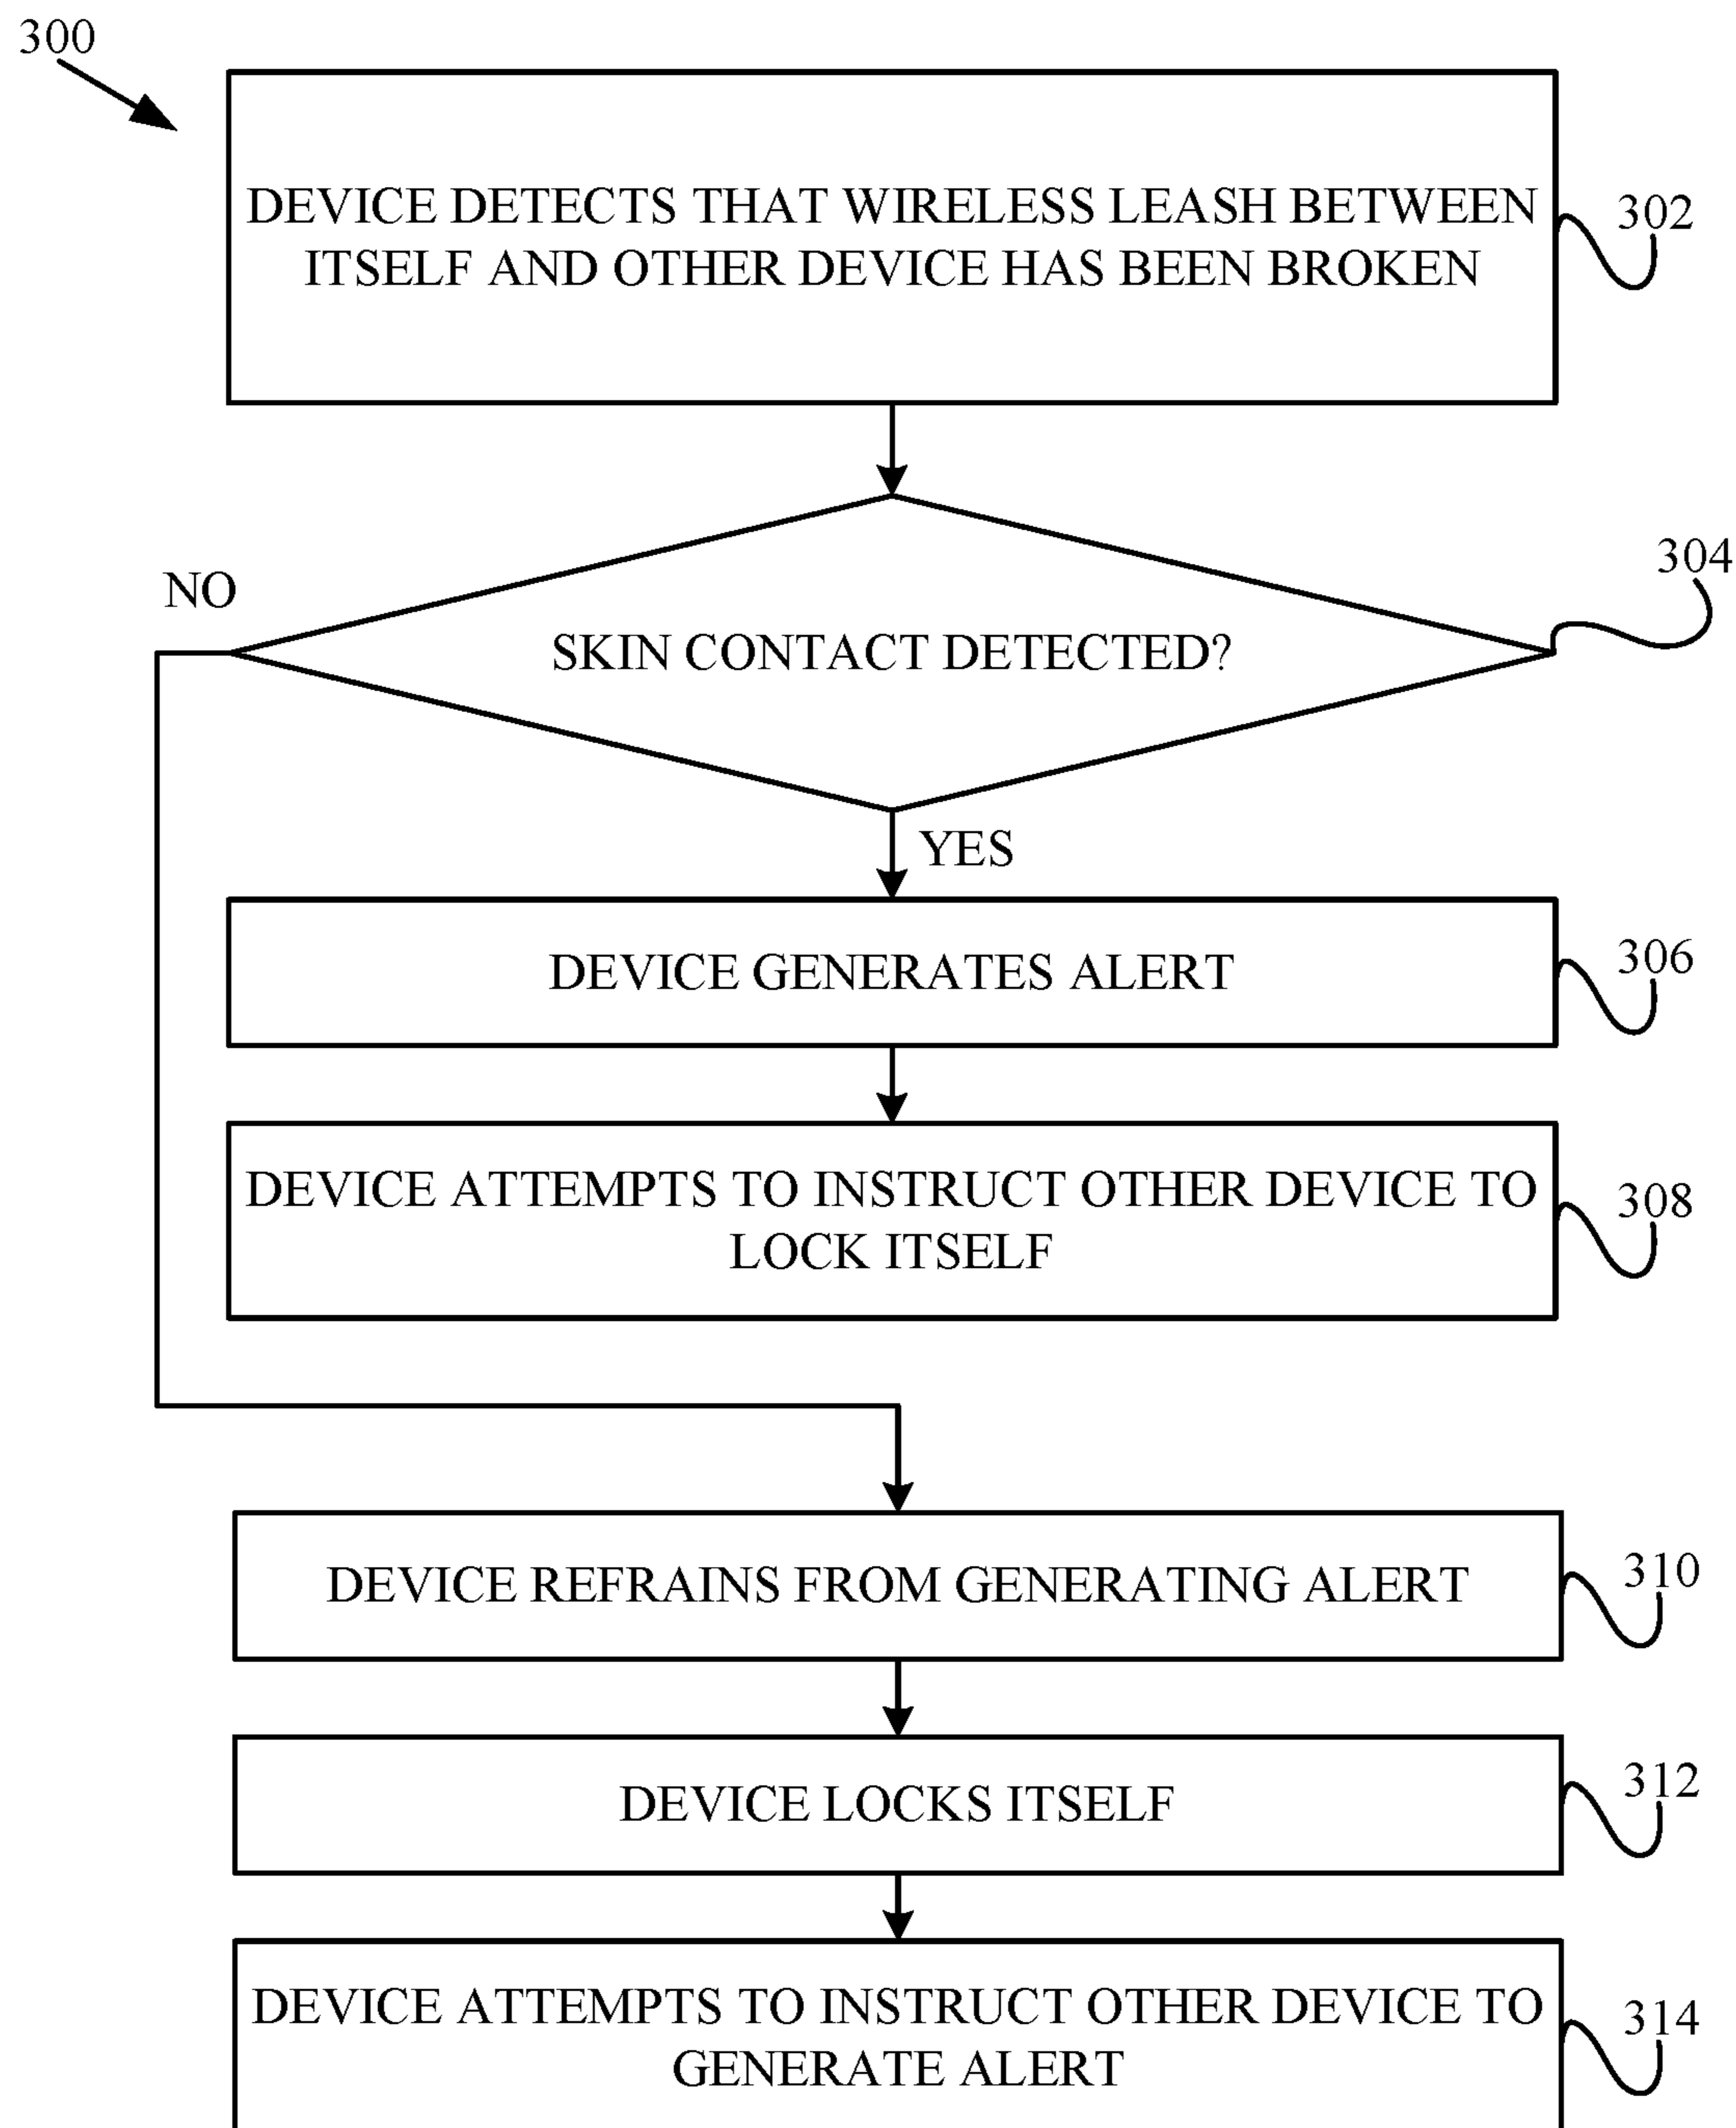 300
DEVICE DETECTS THAT WIRELESS LEASH BETWEEN
ITSELF AND OTHER DEVICE HAS BEEN BROKEN
302
304
NO
SKIN CONTACT DETECTED?
YES
DEVICE GENERATES ALERT
306
DEVICE ATTEMPTS TO INSTRUCT OTHER DEVICE TO
LOCK ITSELF
308
DEVICE REFRAINS FROM GENERATING ALERT
310
DEVICE LOCKS ITSELF
312
DEVICE ATTEMPTS TO INSTRUCT OTHER DEVICE TO
GENERATE ALERT
314